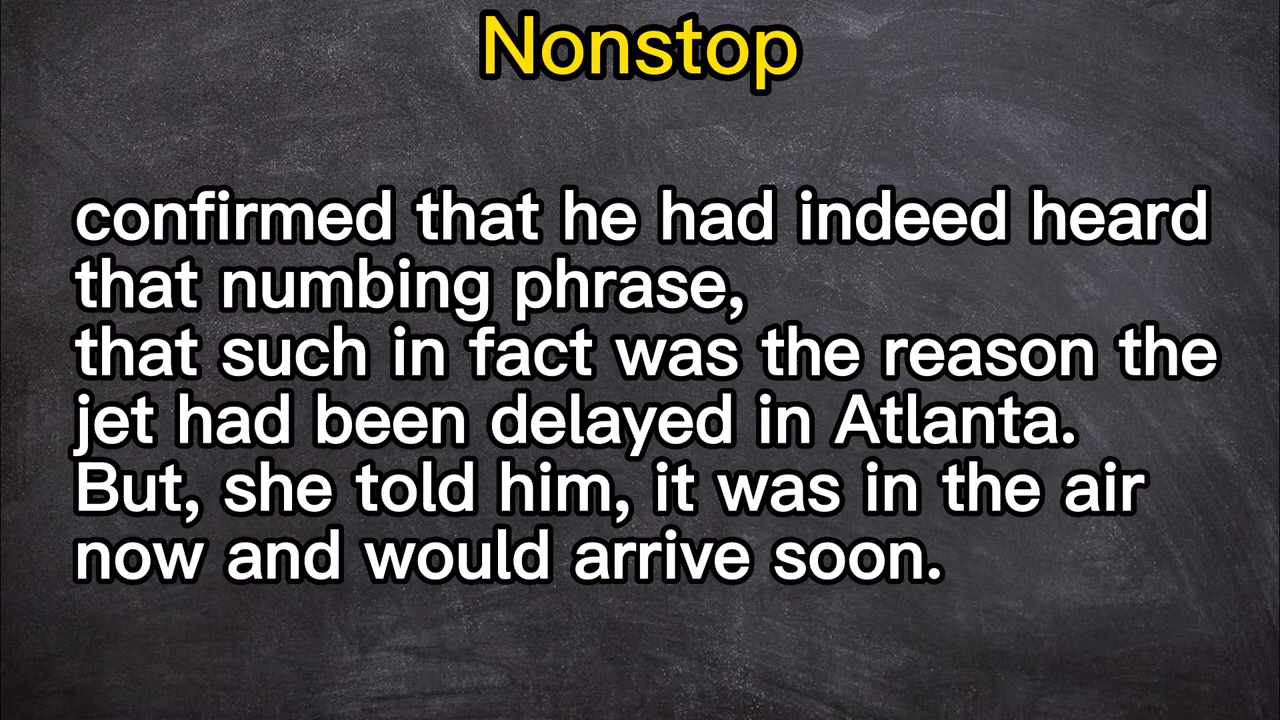 Nonstop
confirmed that he had indeed heard
that numbing phrase,
that such in fact was the reason the
jet had been delayed in Atlanta.
But, she told him, it was in the air
now and would arrive soon.